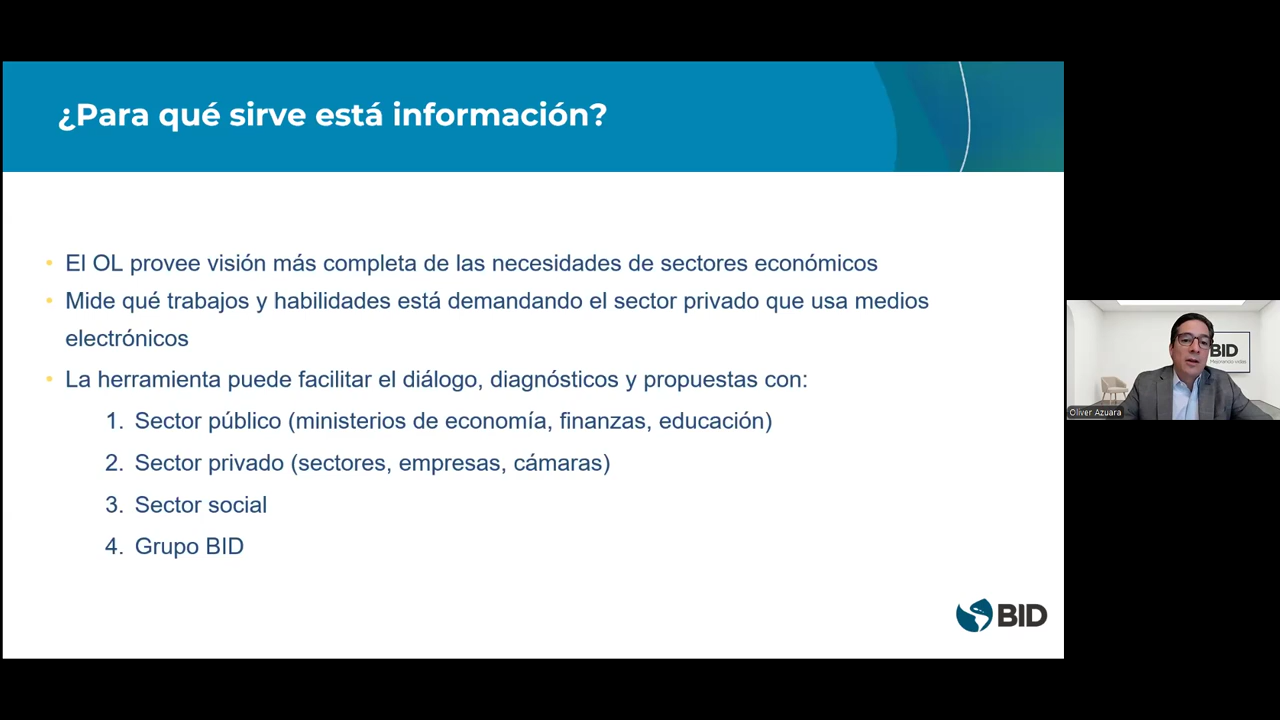 ¿Para qué sirve está información?
• El OL provee visión más completa de las necesidades de sectores económicos
• Mide qué trabajos y habilidades está demandando el sector privado que usa medios
electrónicos
• La herramienta puede facilitar el diálogo, diagnósticos y propuestas con:
1. Sector público (ministerios de economía, finanzas, educación)
2. Sector privado (sectores, empresas, cámaras)
3. Sector social
4. Grupo BID
BID
BID
Mejorando vidas
Oliver Azuara